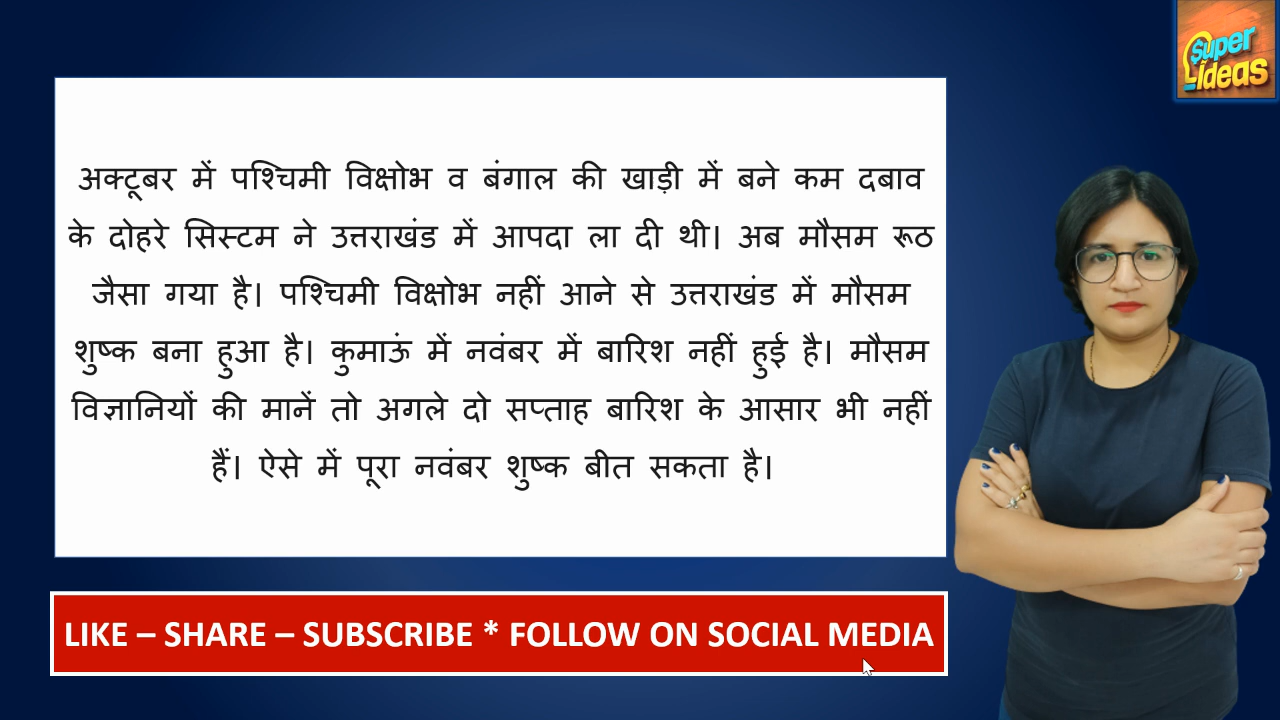 Super
Ideas
अक्टूबर में पश्चिमी विक्षोभ व बंगाल की खाड़ी में बने कम दबाव
के दोहरे सिस्टम ने उत्तराखंड में आपदा ला दी थी। अब मौसम रूठ
जैसा गया है। पश्चिमी विक्षोभ नहीं आने से उत्तराखंड में मौसम
शुष्क बना हुआ है। कुमाऊं में नवंबर में बारिश नहीं हुई है। मौसम
विज्ञानियों की मानें तो अगले दो सप्ताह बारिश के आसार भी नहीं
हैं। ऐसे में पूरा नवंबर शुष्क बीत सकता है।
LIKE – SHARE – SUBSCRIBE * FOLLOW ON SOCIAL MEDIA